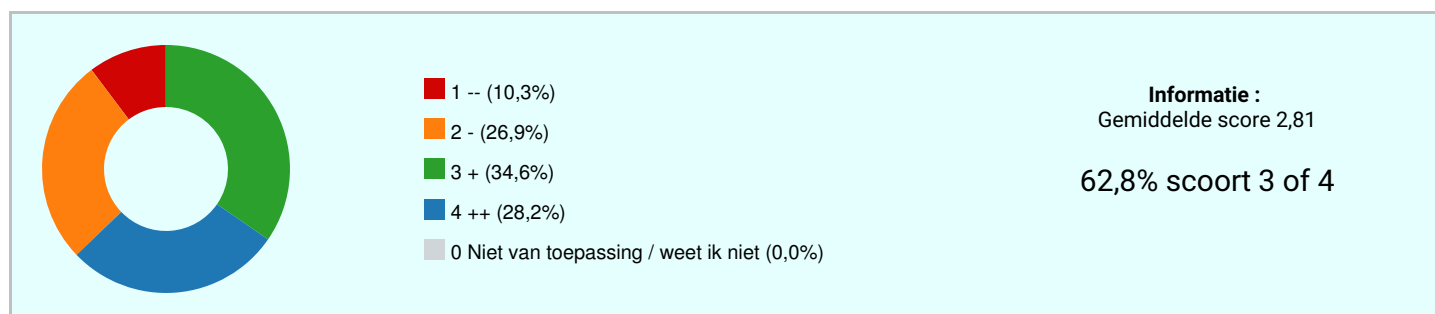 1 -- (10,3%)
2 - (26,9%)
3 + (34,6%)
4 ++ (28,2%)
0 Niet van toepassing / weet ik niet (0,0%)
Informatie :
Gemiddelde score 2,81
62,8% scoort 3 of 4